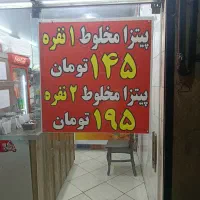 پیتزا مخلوط ۱ نفره
۱۴۵ تومان
پیتزا مخلوط ۲ نفره
۱۹۵ تومان